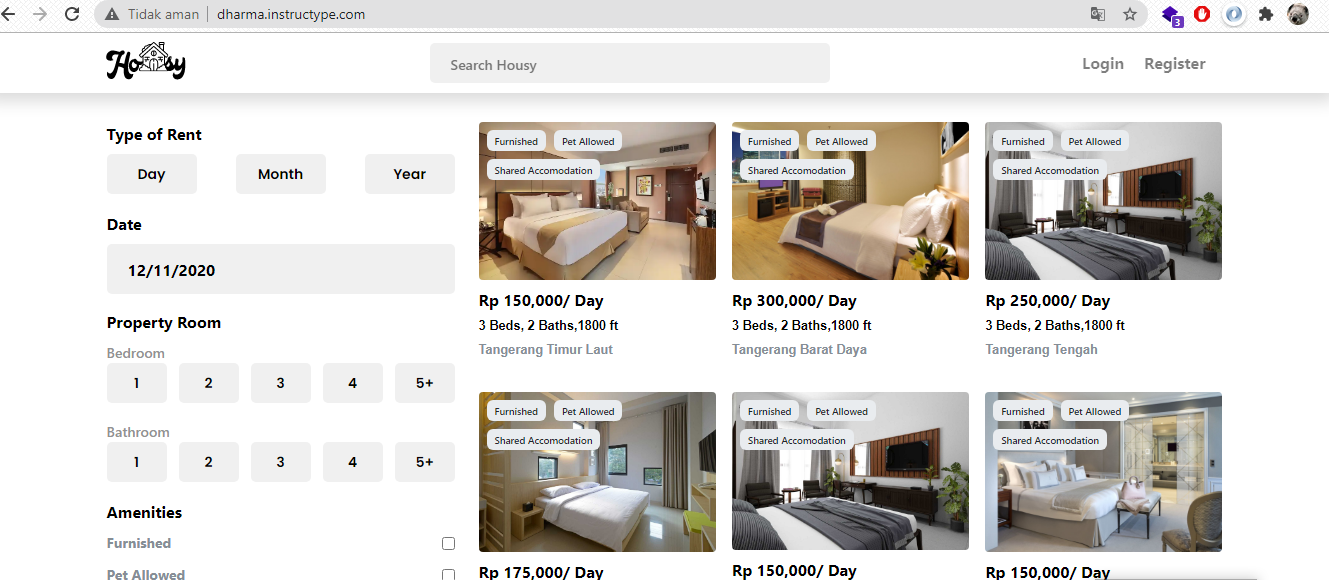 Tidak aman
dharma.instructype.com
3
Housy
Search Housy
Login
Register
Type of Rent
Day
Month
Year
Date
12/11/2020
Property Room
Bedroom
1
2
3
4
5+
Bathroom
1
2
3
4
5+
Amenities
Furnished
Pet Allowed
Furnished
Pet Allowed
Shared Accomodation
Rp 150,000/ Day
3 Beds, 2 Baths,1800 ft
Tangerang Timur Laut
Furnished
Pet Allowed
Shared Accomodation
Rp 300,000/ Day
3 Beds, 2 Baths,1800 ft
Tangerang Barat Daya
Furnished
Pet Allowed
Shared Accomodation
Rp 250,000/ Day
3 Beds, 2 Baths,1800 ft
Tangerang Tengah
Furnished
Pet Allowed
Shared Accomodation
Rp 175,000/ Day
Furnished
Pet Allowed
Shared Accomodation
Rp 150,000/ Day
Furnished
Pet Allowed
Shared Accomodation
Rp 150,000/ Day